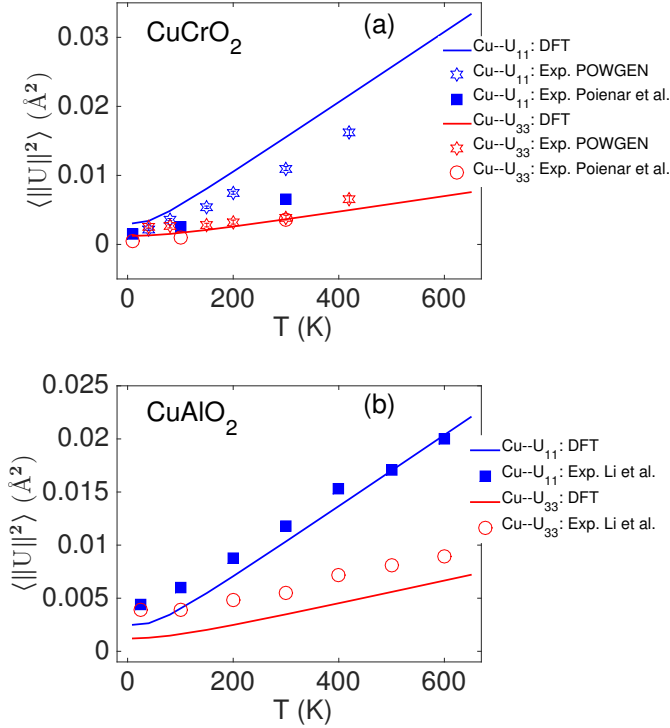 CuCrO₂
(a)
0.03
0.02
0.01
0
⟨∥U∥²⟩ (Å²)
0
200
400
600
T (K)
Cu--U₁₁: DFT
Cu--U₁₁: Exp. POWGEN
Cu--U₁₁: Exp. Poienar et al.
Cu--U₃₃: DFT
Cu--U₃₃: Exp. POWGEN
Cu--U₃₃: Exp. Poienar et al.
CuAlO₂
(b)
0.025
0.02
0.015
0.01
0.005
0
⟨∥U∥²⟩ (Å²)
0
200
400
600
T (K)
Cu--U₁₁: DFT
Cu--U₁₁: Exp. Li et al.
Cu--U₃₃: DFT
Cu--U₃₃: Exp. Li et al.